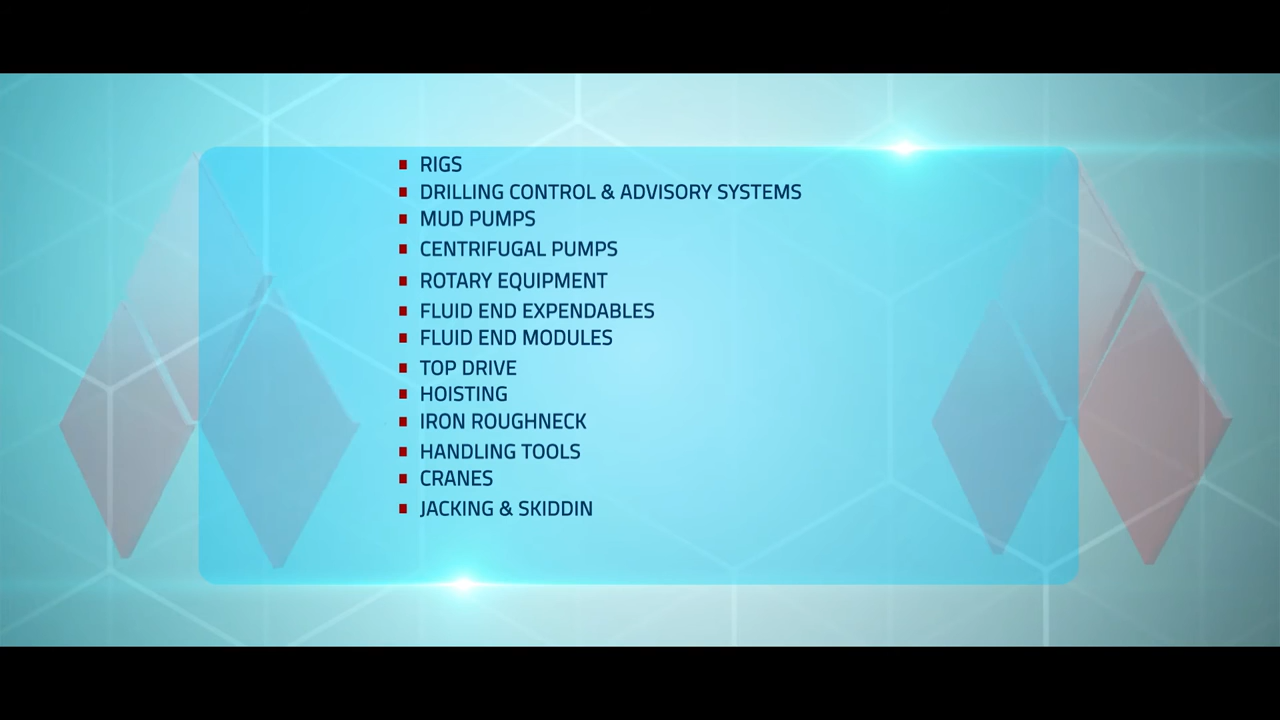 RIGS
DRILLING CONTROL & ADVISORY SYSTEMS
MUD PUMPS
CENTRIFUGAL PUMPS
ROTARY EQUIPMENT
FLUID END EXPENDABLES
FLUID END MODULES
TOP DRIVE
HOISTING
IRON ROUGHNECK
HANDLING TOOLS
CRANES
JACKING & SKIDDIN